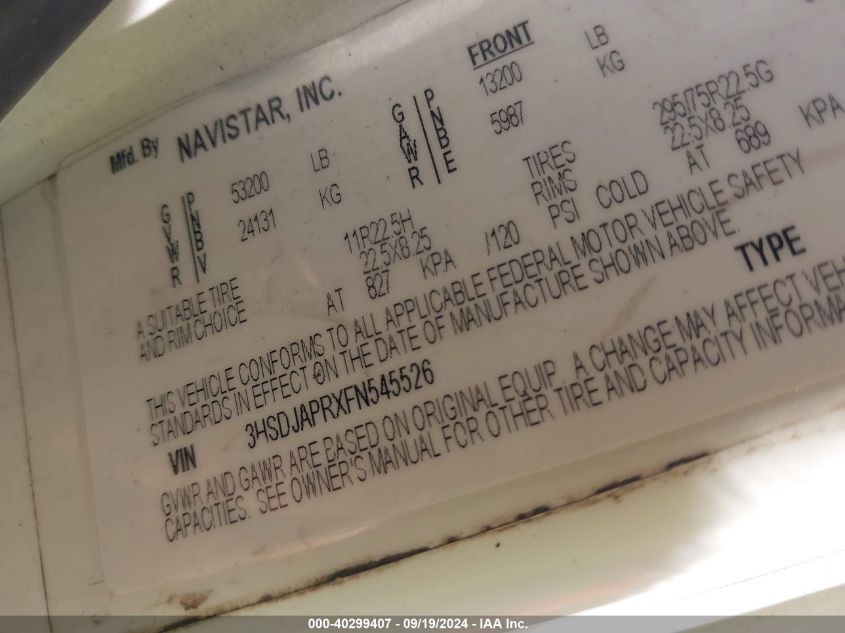 Mfd. By NAVISTAR, INC.
FRONT
GVWR PNBV 53200 LB
24131 KG
GAWR PNBE 13200 LB
5987 KG
A SUITABLE TIRE
AND RIM CHOICE
11R22.5H
22.5X8.25
AT 827 KPA /120 PSI COLD
TIRES 295/75R22.5G
RIMS 22.5X8.25
AT 689 KPA
THIS VEHICLE CONFORMS TO ALL APPLICABLE FEDERAL MOTOR VEHICLE SAFETY
STANDARDS IN EFFECT ON THE DATE OF MANUFACTURE SHOWN ABOVE.
VIN 3HSDJAPRXFN545526 TYPE
GVWR AND GAWR ARE BASED ON ORIGINAL EQUIP. A CHANGE MAY AFFECT
CAPACITIES. SEE OWNER'S MANUAL FOR OTHER TIRE AND CAPACITY
000-40299407 - 09/19/2024 - IAA Inc.